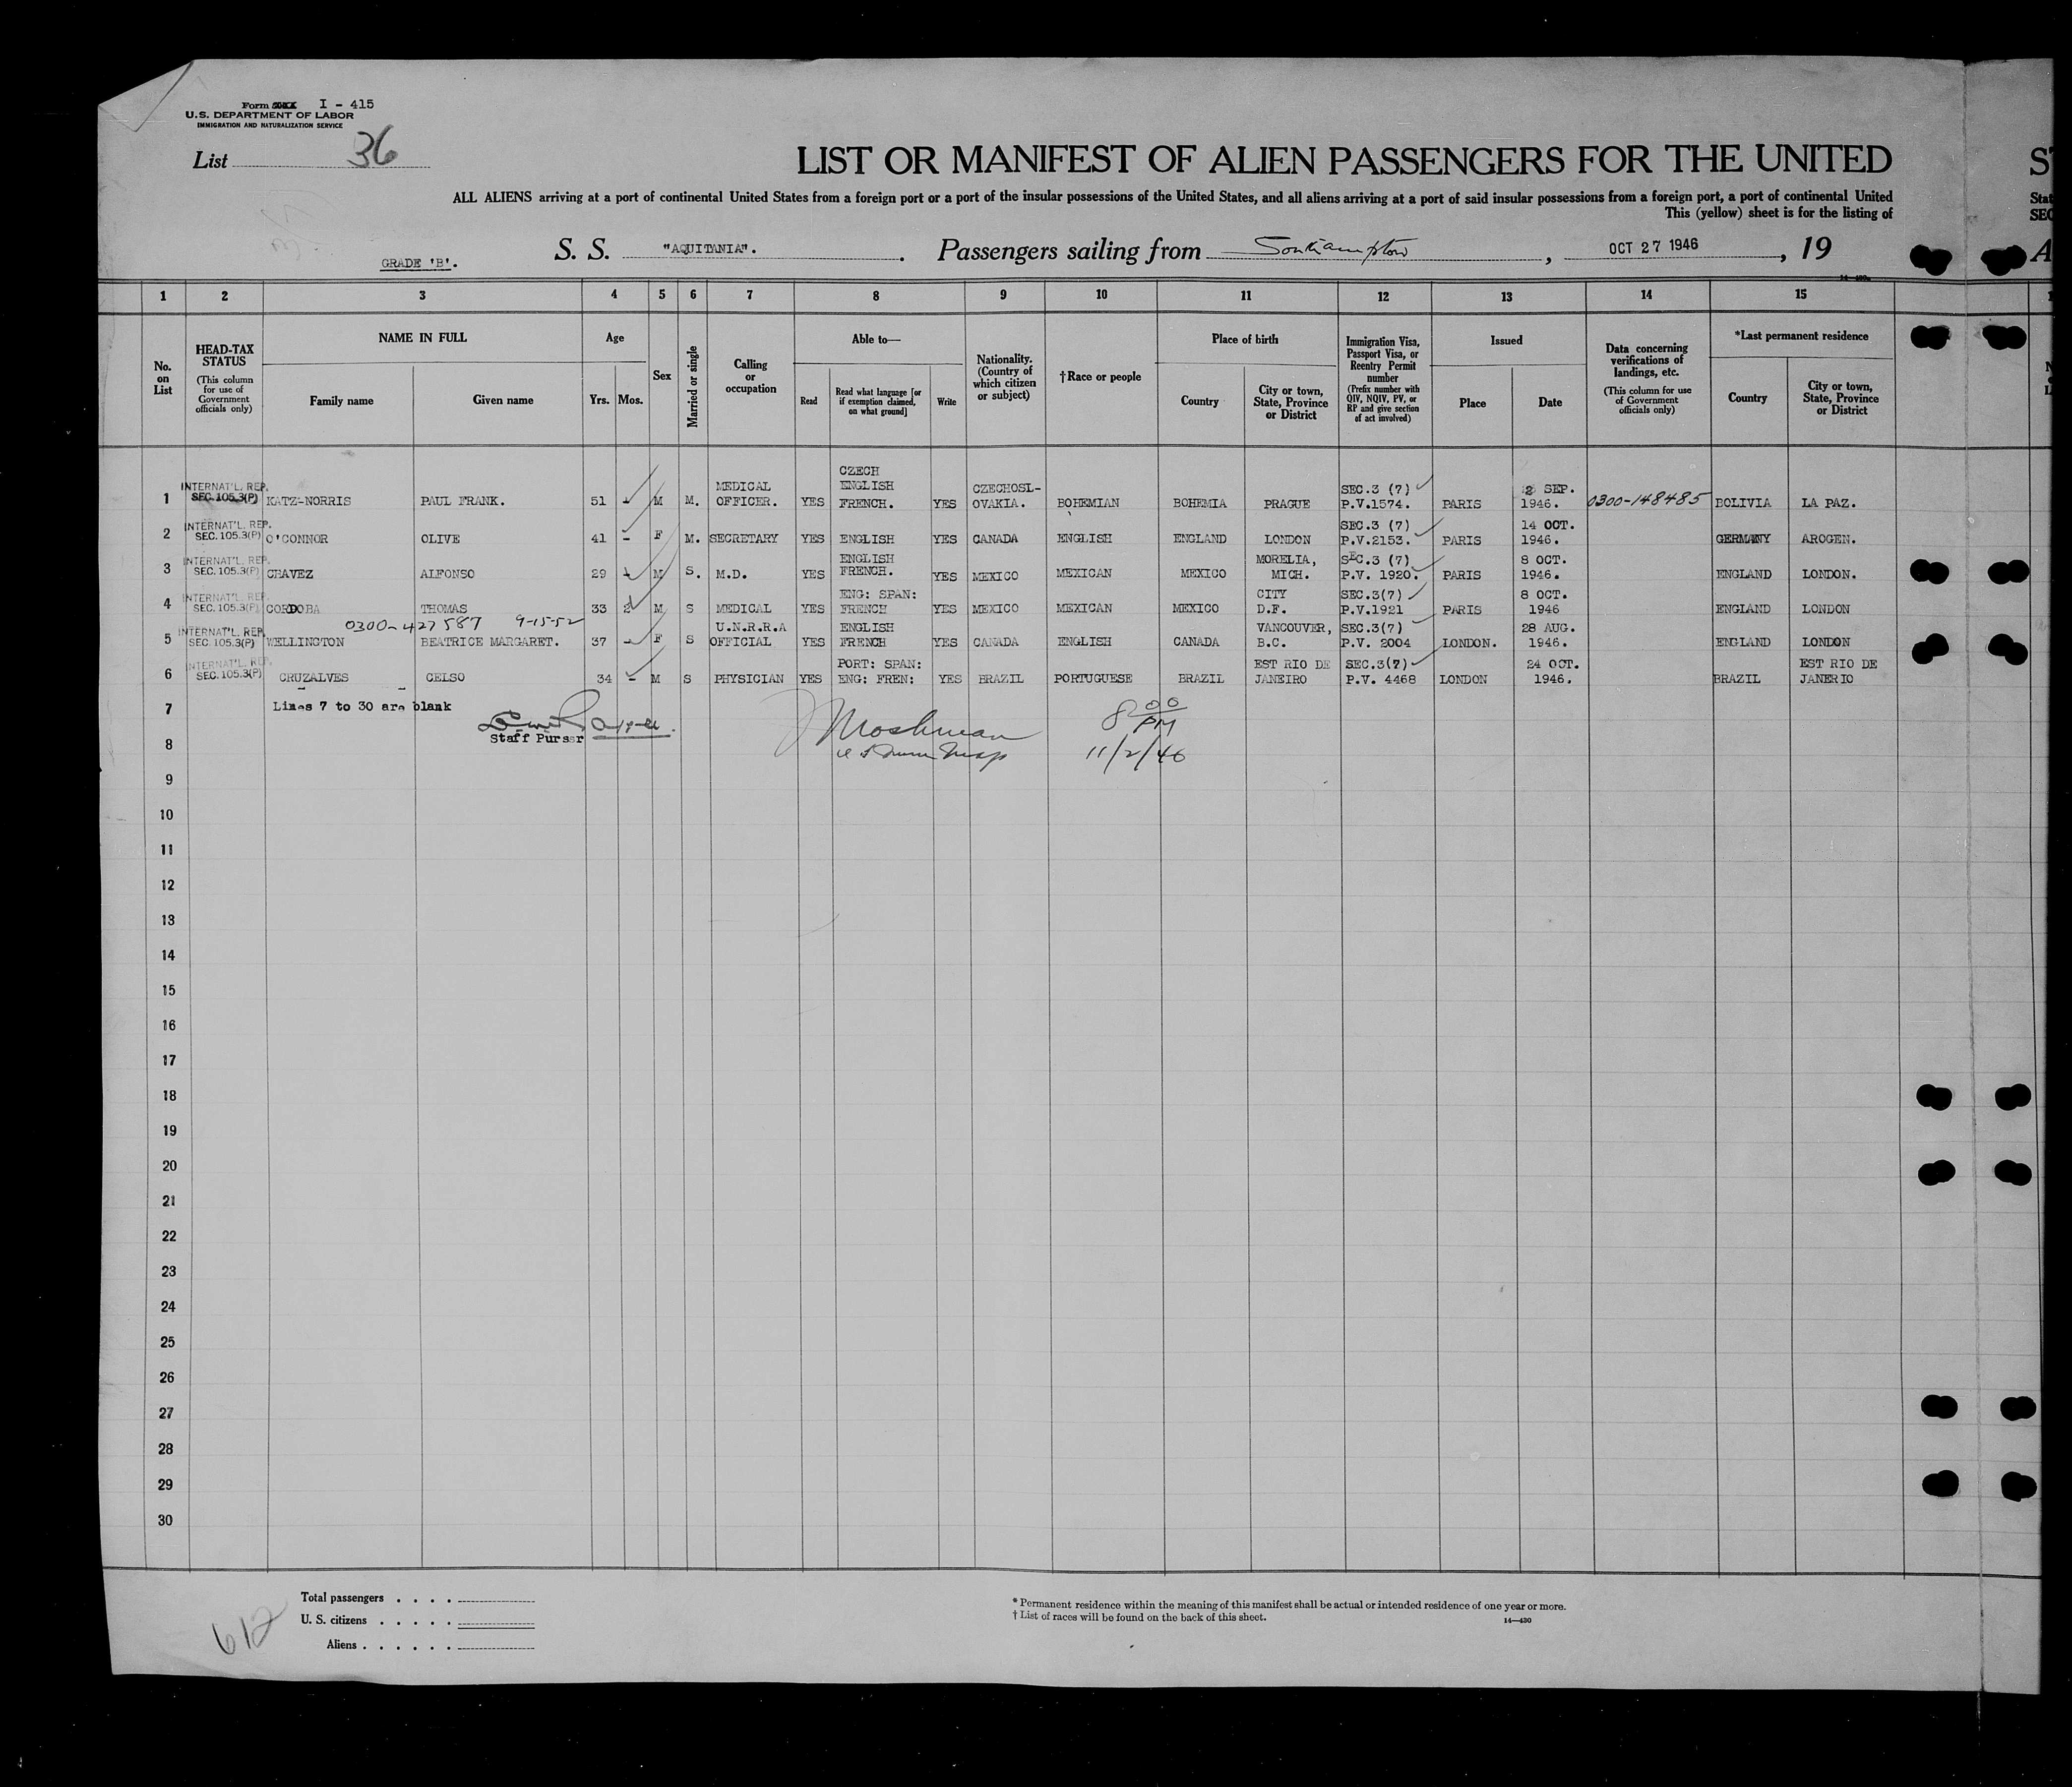 Form I - 415
U.S. DEPARTMENT OF LABOR
IMMIGRATION AND NATURALIZATION SERVICE
List 36
LIST OR MANIFEST OF ALIEN PASSENGERS FOR THE UNITED
ALL ALIENS arriving at a port of continental United States from a foreign port or a port of the insular possessions of the United States, and all aliens arriving at a port of said insular possessions from a foreign port, a port of continental United
This (yellow) sheet is for the listing of
GRADE 'B'. S. S. "AQUITANIA". Passengers sailing from Southampton, OCT 27 1946, 19
1 2 3 4 5 6 7 8 9 10 11 12 13 14 15
No. on List
HEAD-TAX STATUS
(This column for use of Government officials only)
NAME IN FULL
Family name Given name
Age
Yrs. Mos.
Sex
Married or single
Calling or occupation
Able to—
Read
Read what language [or if exemption claimed, on what ground]
Write
Nationality. (Country of which citizen or subject)
†Race or people
Place of birth
Country
City or town, State, Province or District
Immigration Visa, Passport Visa, or Reentry Permit number
(Prefix number with QIV, NQIV, PV, or RP and give section of act involved)
Issued
Place Date
Data concerning verifications of landings, etc.
(This column for use of Government officials only)
*Last permanent residence
Country
City or town, State, Province or District
1 INTERNAT'L. REP. SEC. 105.3(P) KATZ-NORRIS PAUL FRANK. 51 - M M. MEDICAL OFFICER. YES CZECH ENGLISH FRENCH. YES CZECHOSL-OVAKIA. BOHEMIAN BOHEMIA PRAGUE SEC.3 (7) P.V.1574. PARIS 2 SEP. 1946. 0300-148485 BOLIVIA LA PAZ.
2 INTERNAT'L. REP. SEC. 105.3(P) O'CONNOR OLIVE 41 - F M. SECRETARY YES ENGLISH YES CANADA ENGLISH ENGLAND LONDON SEC.3 (7) P.V.2153. PARIS 14 OCT. 1946. GERMANY AROGEN.
3 INTERNAT'L. REP. SEC. 105.3(P) CHAVEZ ALFONSO 29 - M S. M.D. YES ENGLISH FRENCH. YES MEXICO MEXICAN MEXICO MORELIA, MICH. SEC.3 (7) P.V. 1920. PARIS 8 OCT. 1946. ENGLAND LONDON.
4 INTERNAT'L. REP. SEC. 105.3(P) CORDOBA THOMAS 33 2 M S MEDICAL YES ENG: SPAN: FRENCH YES MEXICO MEXICAN MEXICO CITY D.F. SEC.3(7) P.V.1921 PARIS 8 OCT. 1946 ENGLAND LONDON
0300-427587 9-15-52
5 INTERNAT'L. REP. SEC. 105.3(P) WELLINGTON BEATRICE MARGARET. 37 - F S U.N.R.R.A OFFICIAL YES ENGLISH FRENCH YES CANADA ENGLISH CANADA VANCOUVER, B.C. SEC.3(7) P.V. 2004 LONDON. 28 AUG. 1946. ENGLAND LONDON
6 INTERNAT'L. REP. SEC. 105.3(P) CRUZALVES CELSO 34 - M S PHYSICIAN YES PORT: SPAN: ENG: FREN: YES BRAZIL PORTUGUESE BRAZIL EST RIO DE JANEIRO SEC.3(7) P.V. 4468 LONDON 24 OCT. 1946. BRAZIL EST RIO DE JANERIO
7 Lines 7 to 30 are blank
Staff Purser
Moshman
8 00 PM
11/2/46
8
9
10
11
12
13
14
15
16
17
18
19
20
21
22
23
24
25
26
27
28
29
30
Total passengers . . . .
U. S. citizens . . . . .
Aliens . . . . . .
612
* Permanent residence within the meaning of this manifest shall be actual or intended residence of one year or more.
† List of races will be found on the back of this sheet.
14—430